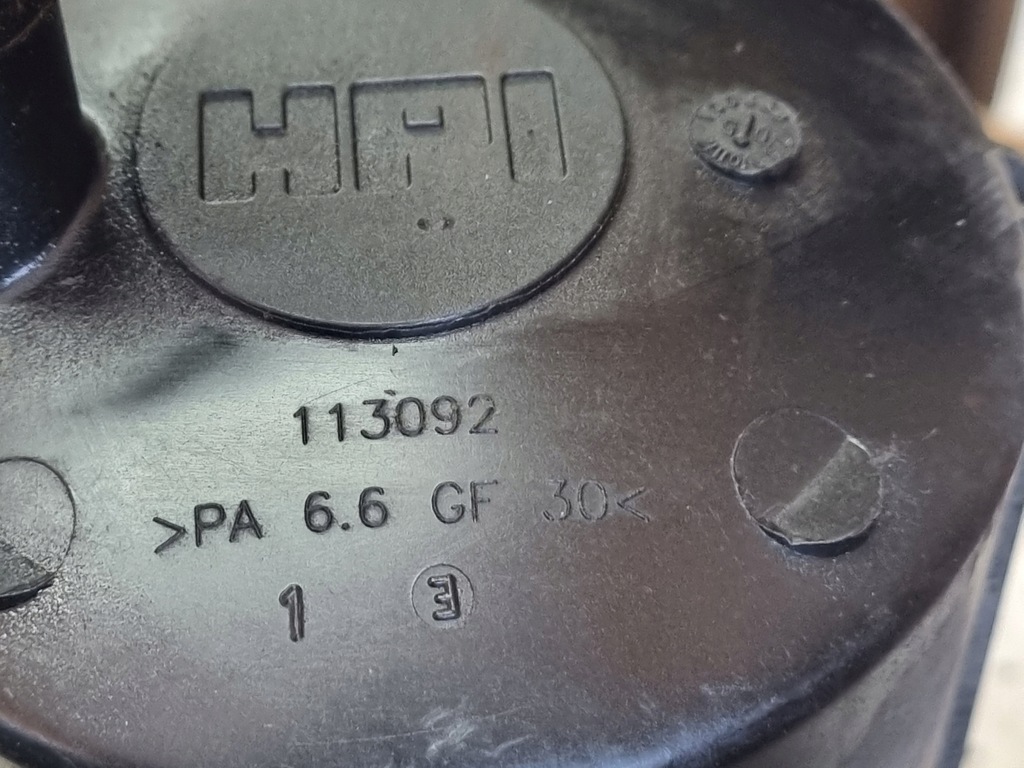 HPI
113092
>PA 6.6 GF 30<
1 E